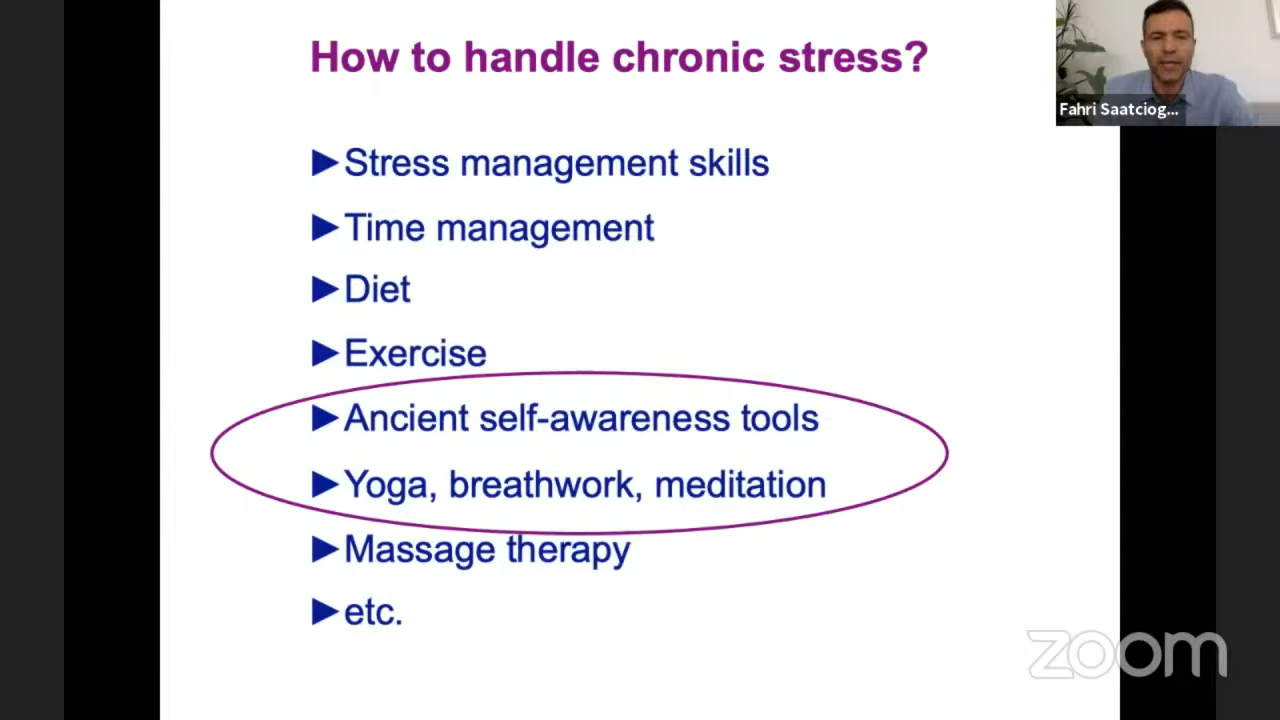 How to handle chronic stress?
Fahri Saatciog...
►Stress management skills
►Time management
►Diet
►Exercise
►Ancient self-awareness tools
►Yoga, breathwork, meditation
►Massage therapy
►etc.
zoom